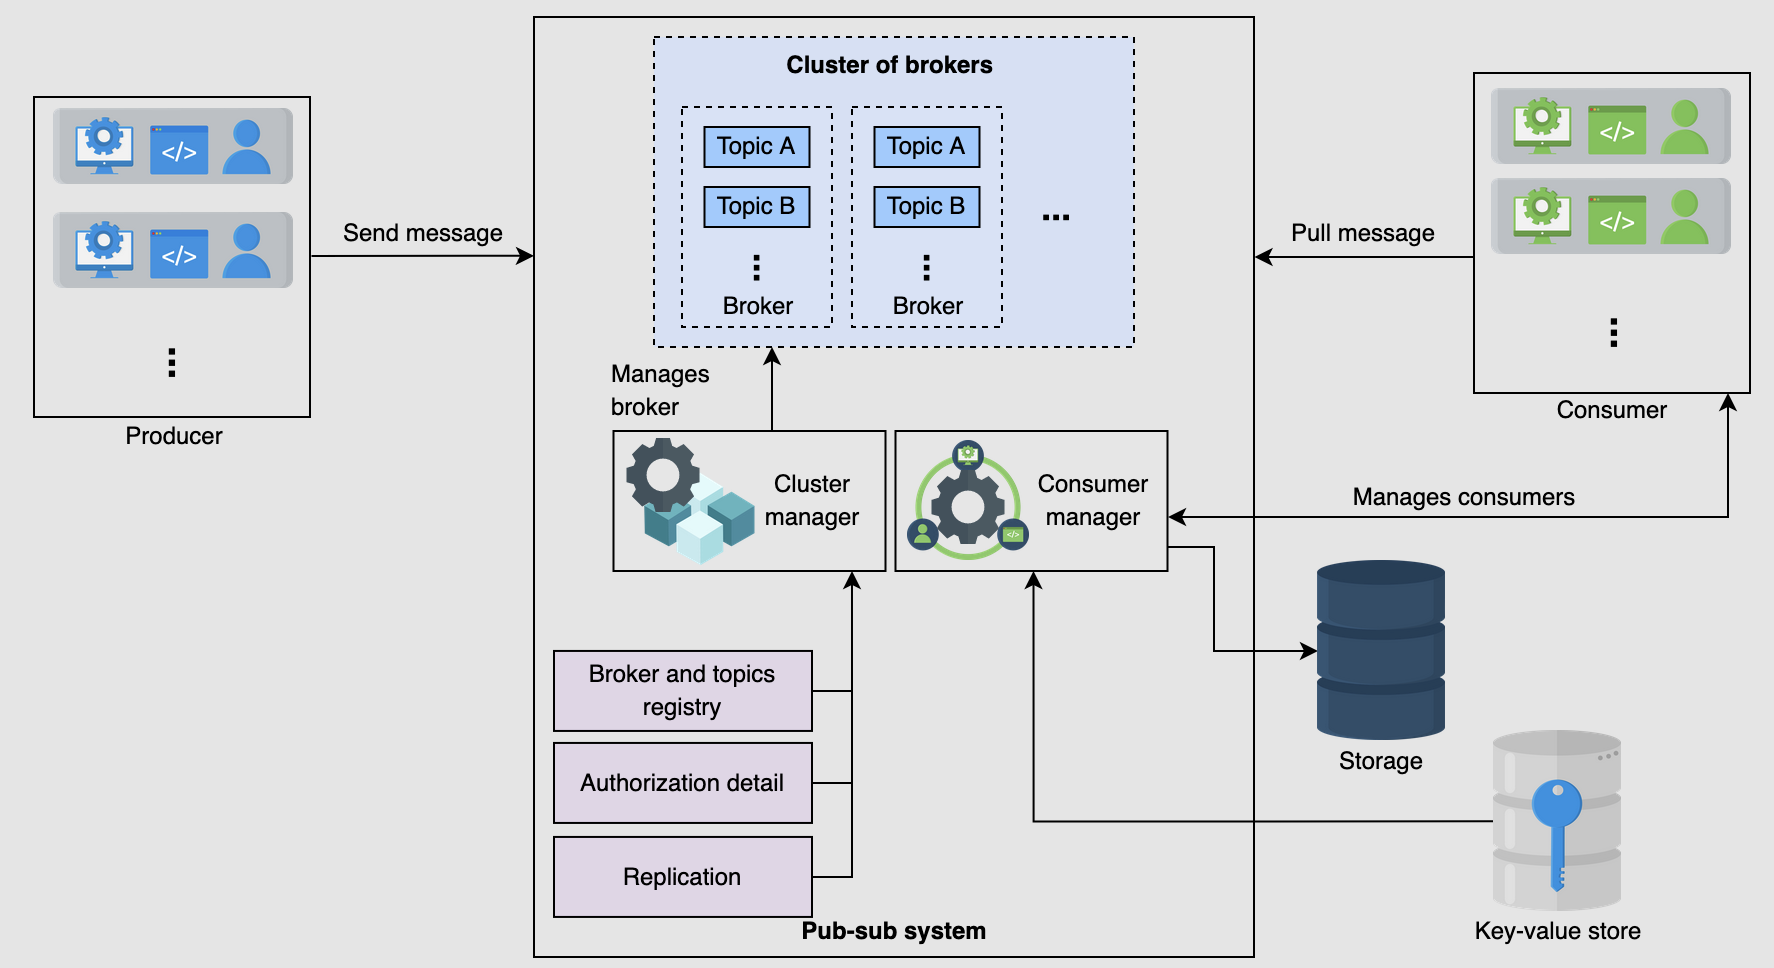 Cluster of brokers
Topic A
Topic A
Topic B
Topic B
...
Broker
Broker
Send message
Pull message
Producer
Consumer
Manages
broker
Cluster
manager
Consumer
manager
</>
Manages consumers
Broker and topics
registry
Authorization detail
Replication
Storage
Key-value store
Pub-sub system
</>
</>
</>
</>